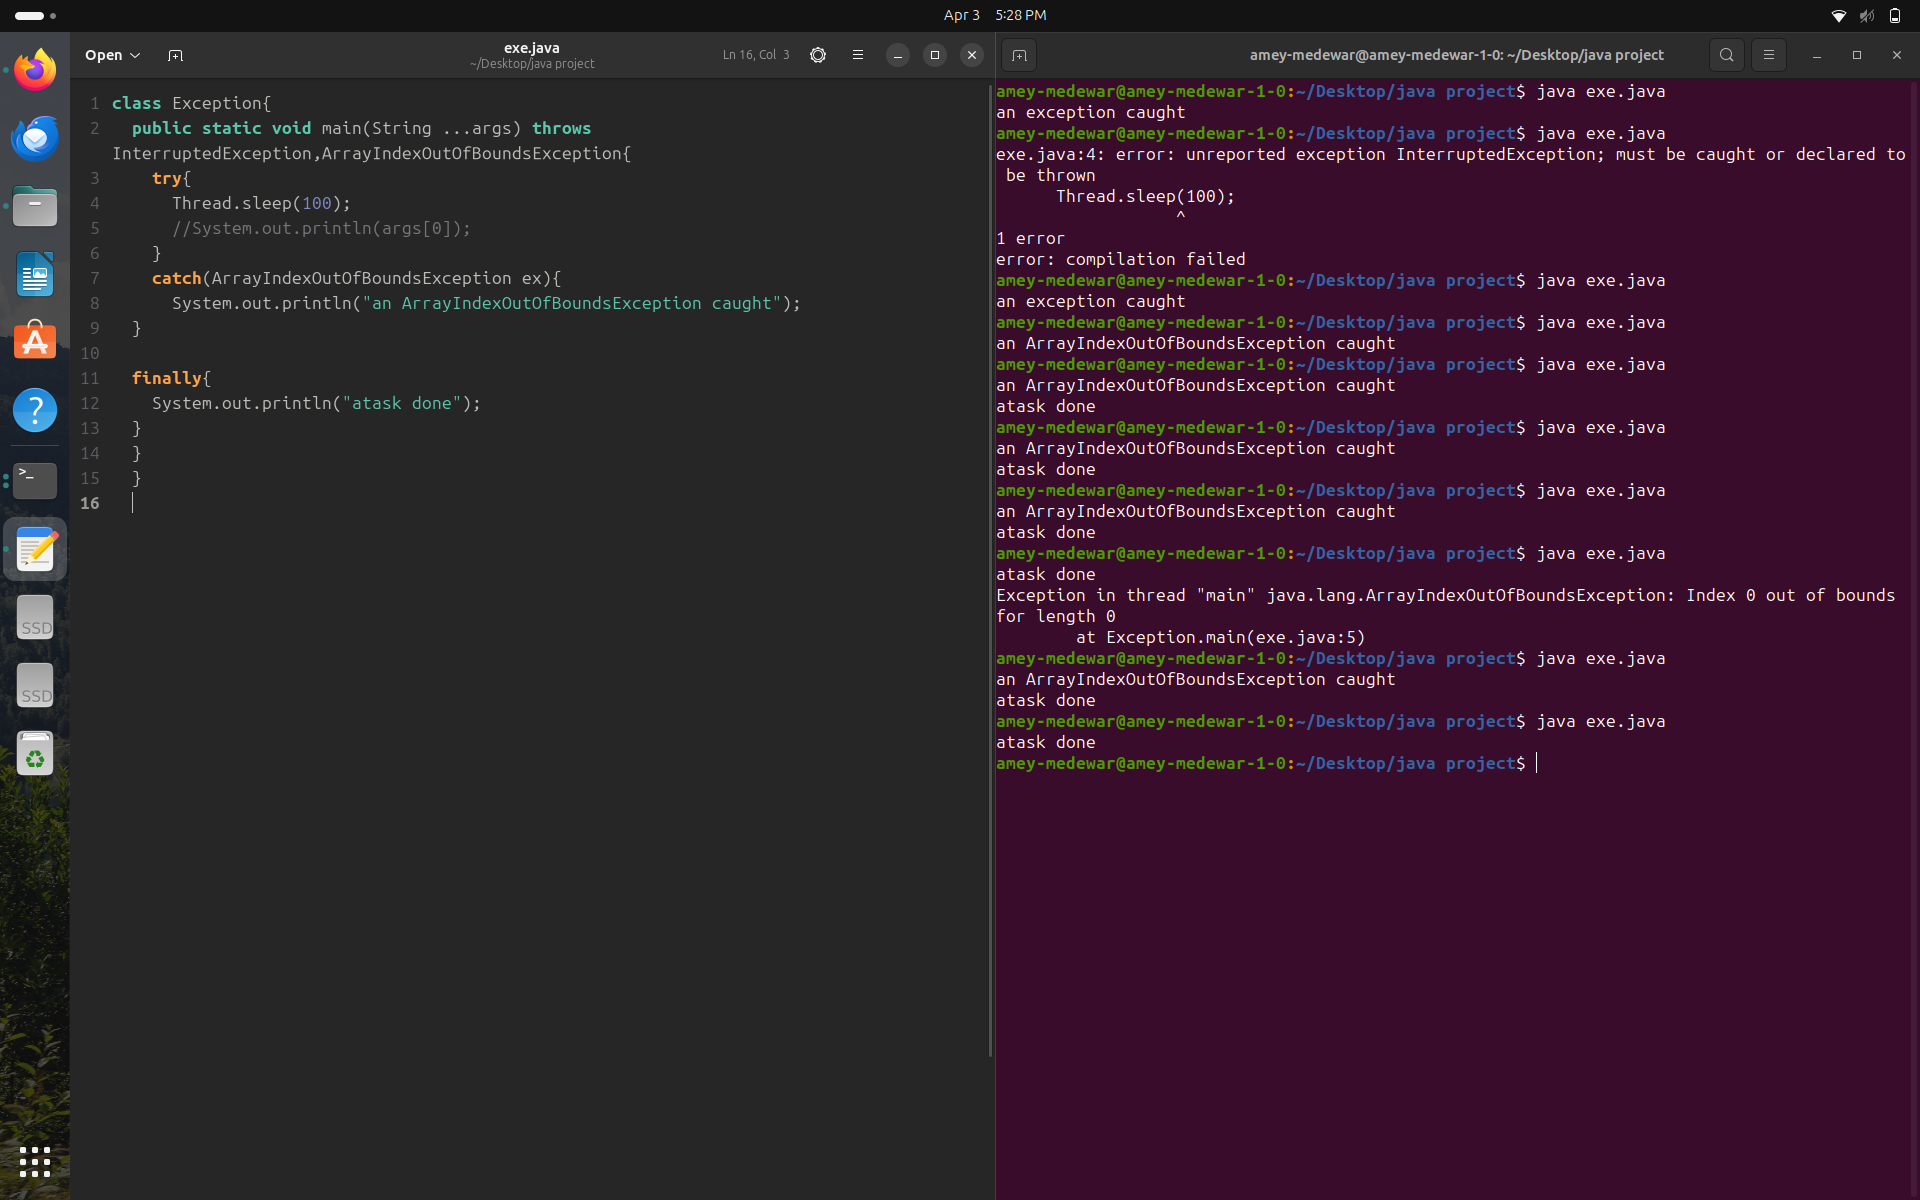 Apr 3 5:28 PM
Open
exe.java
~/Desktop/java project
Ln 16, Col 3
1 class Exception{
2 public static void main(String ...args) throws
InterruptedException,ArrayIndexOutOfBoundsException{
3 try{
4 Thread.sleep(100);
5 //System.out.println(args[0]);
6 }
7 catch(ArrayIndexOutOfBoundsException ex){
8 System.out.println("an ArrayIndexOutOfBoundsException caught");
9 }
10
11 finally{
12 System.out.println("atask done");
13 }
14 }
15 }
16
>_
?
SSD
SSD
amey-medewar@amey-medewar-1-0: ~/Desktop/java project
amey-medewar@amey-medewar-1-0:~/Desktop/java project$ java exe.java
an exception caught
amey-medewar@amey-medewar-1-0:~/Desktop/java project$ java exe.java
exe.java:4: error: unreported exception InterruptedException; must be caught or declared to
be thrown
Thread.sleep(100);
^
1 error
error: compilation failed
amey-medewar@amey-medewar-1-0:~/Desktop/java project$ java exe.java
an exception caught
amey-medewar@amey-medewar-1-0:~/Desktop/java project$ java exe.java
an ArrayIndexOutOfBoundsException caught
amey-medewar@amey-medewar-1-0:~/Desktop/java project$ java exe.java
an ArrayIndexOutOfBoundsException caught
atask done
amey-medewar@amey-medewar-1-0:~/Desktop/java project$ java exe.java
an ArrayIndexOutOfBoundsException caught
atask done
amey-medewar@amey-medewar-1-0:~/Desktop/java project$ java exe.java
an ArrayIndexOutOfBoundsException caught
atask done
amey-medewar@amey-medewar-1-0:~/Desktop/java project$ java exe.java
atask done
Exception in thread "main" java.lang.ArrayIndexOutOfBoundsException: Index 0 out of bounds
for length 0
at Exception.main(exe.java:5)
amey-medewar@amey-medewar-1-0:~/Desktop/java project$ java exe.java
an ArrayIndexOutOfBoundsException caught
atask done
amey-medewar@amey-medewar-1-0:~/Desktop/java project$ java exe.java
atask done
amey-medewar@amey-medewar-1-0:~/Desktop/java project$